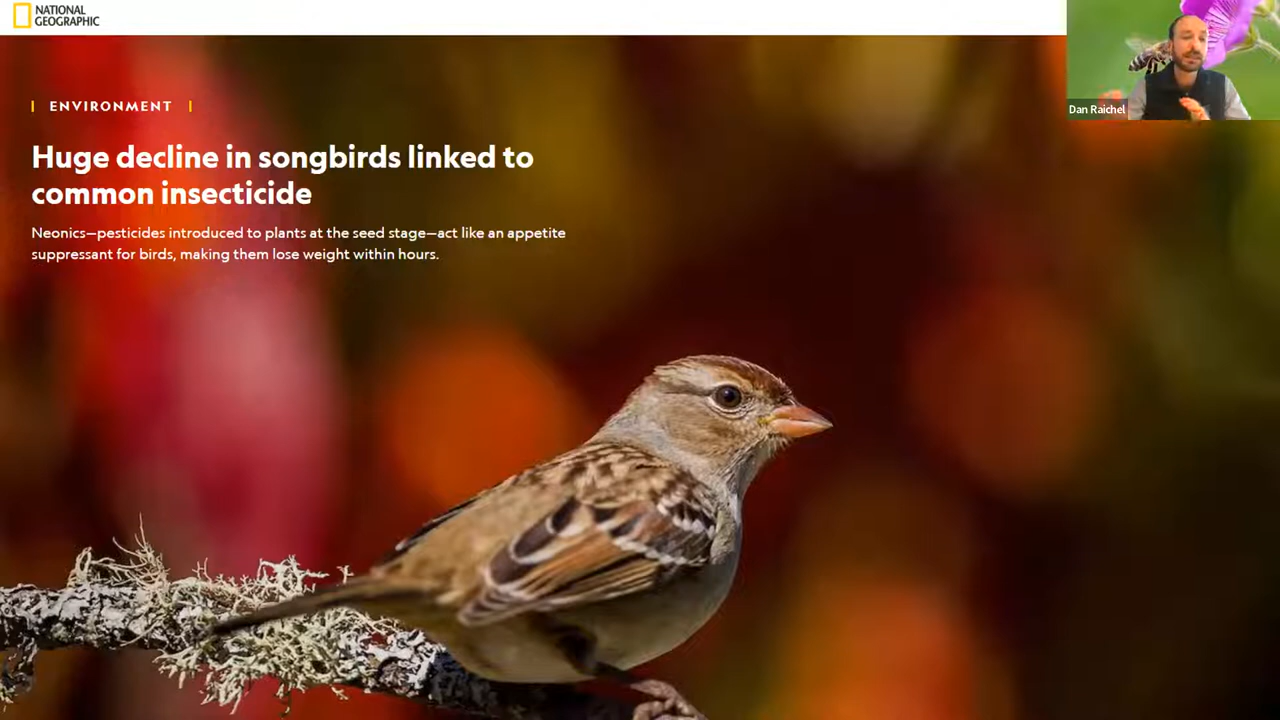 NATIONAL
GEOGRAPHIC
ENVIRONMENT
Huge decline in songbirds linked to
common insecticide
Neonics—pesticides introduced to plants at the seed stage—act like an appetite
suppressant for birds, making them lose weight within hours.
Dan Raichel